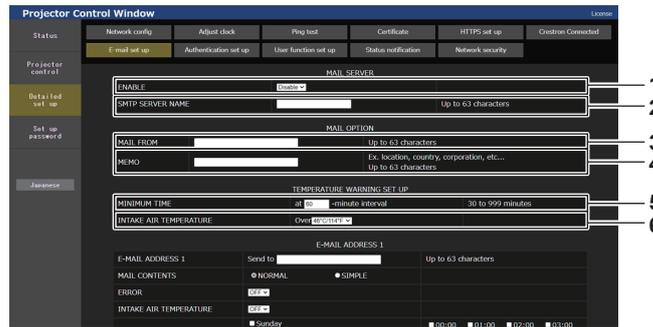 Projector Control Window
License
Status
Network config Adjust clock Ping test Certificate HTTPS set up Crestron Connected
E-mail set up Authentication set up User function set up Status notification Network security
Projector
control
Detailed
set up
Set up
password
Japanese
MAIL SERVER
ENABLE Disable 1
SMTP SERVER NAME Up to 63 characters 2
MAIL OPTION
MAIL FROM Up to 63 characters 3
MEMO Ex. location, country, corporation, etc... 4
Up to 63 characters
TEMPERATURE WARNING SET UP
MINIMUM TIME at 60 -minute interval 30 to 999 minutes 5
INTAKE AIR TEMPERATURE Over 46°C/114°F 6
E-MAIL ADDRESS 1
E-MAIL ADDRESS 1 Send to Up to 63 characters
MAIL CONTENTS NORMAL SIMPLE
ERROR OFF
INTAKE AIR TEMPERATURE OFF
Sunday 00:00 01:00 02:00 03:00